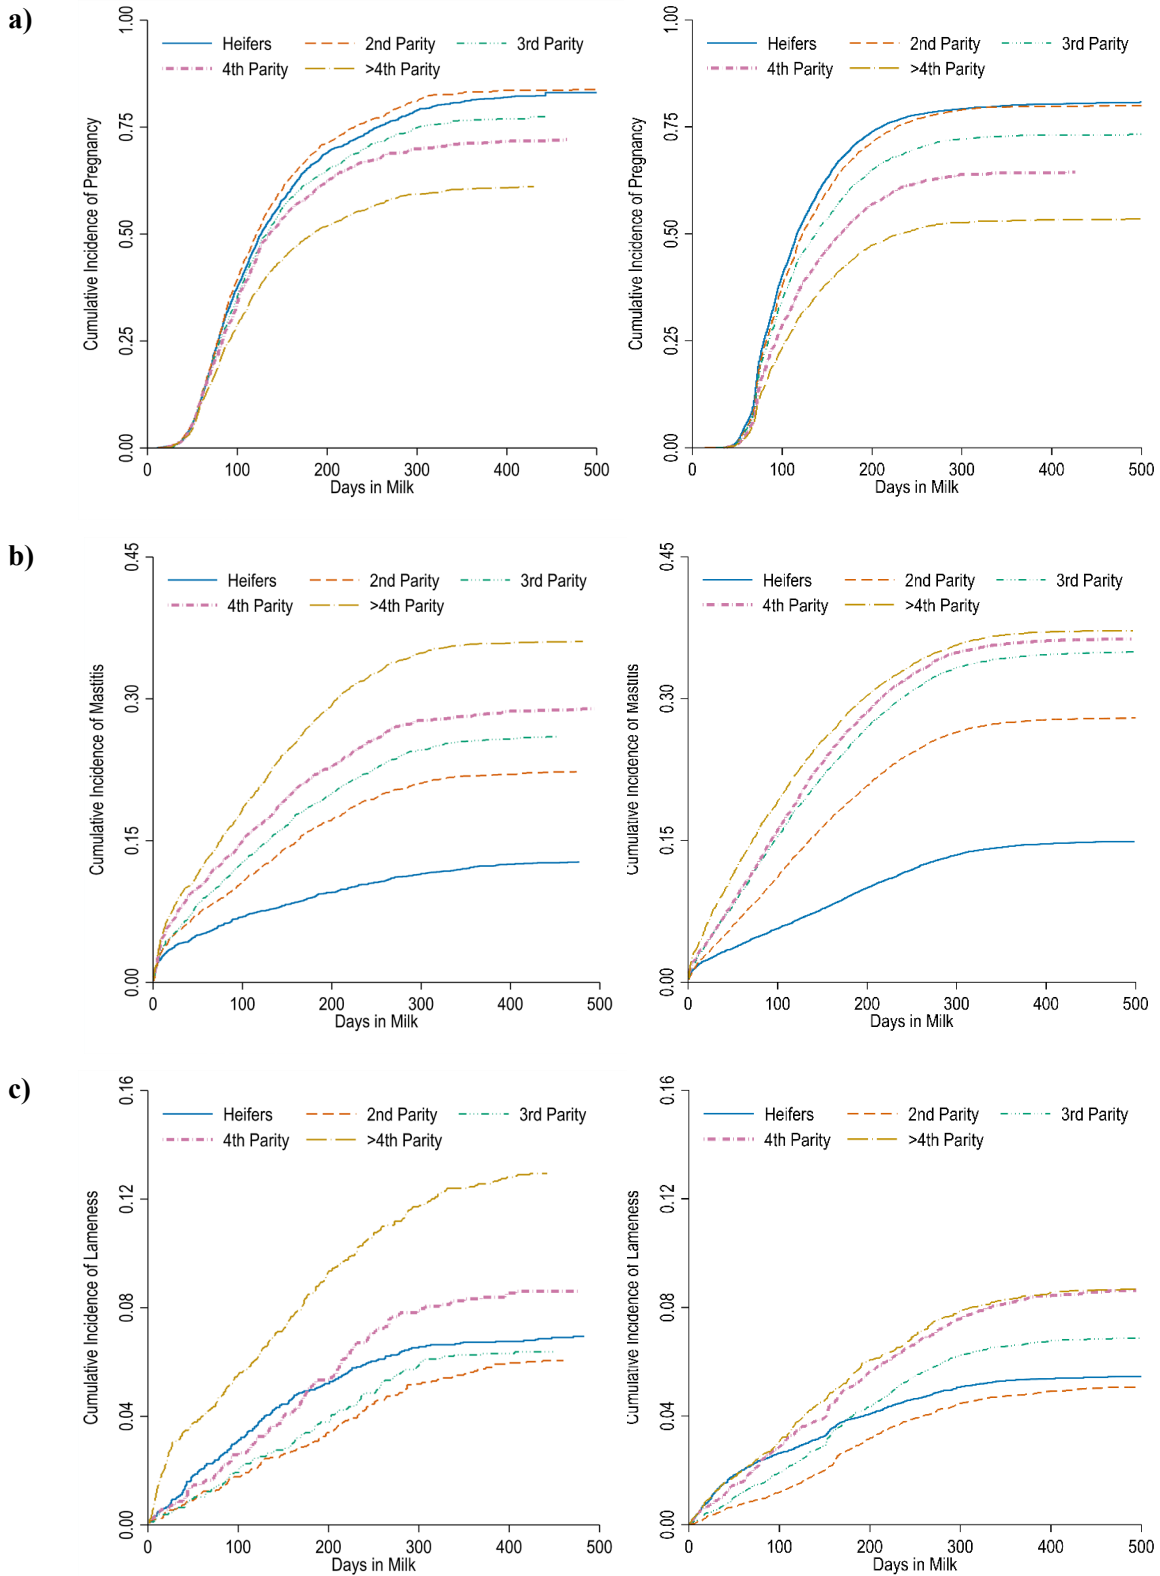 a)
Cumulative Incidence of Pregnancy
1.00
0.75
0.50
0.25
0.00
Heifers 2nd Parity 3rd Parity
4th Parity >4th Parity
0 100 200 300 400 500
Days in Milk
Cumulative Incidence of Pregnancy
1.00
0.75
0.50
0.25
0.00
Heifers 2nd Parity 3rd Parity
4th Parity >4th Parity
0 100 200 300 400 500
Days in Milk
b)
Cumulative Incidence of Mastitis
0.45
0.30
0.15
0.00
Heifers 2nd Parity 3rd Parity
4th Parity >4th Parity
0 100 200 300 400 500
Days in Milk
Cumulative Incidence of Mastitis
0.45
0.30
0.15
0.00
Heifers 2nd Parity 3rd Parity
4th Parity >4th Parity
0 100 200 300 400 500
Days in Milk
c)
Cumulative Incidence of Lameness
0.16
0.12
0.08
0.04
0.00
Heifers 2nd Parity 3rd Parity
4th Parity >4th Parity
0 100 200 300 400 500
Days in Milk
Cumulative Incidence of Lameness
0.16
0.12
0.08
0.04
0.00
Heifers 2nd Parity 3rd Parity
4th Parity >4th Parity
0 100 200 300 400 500
Days in Milk